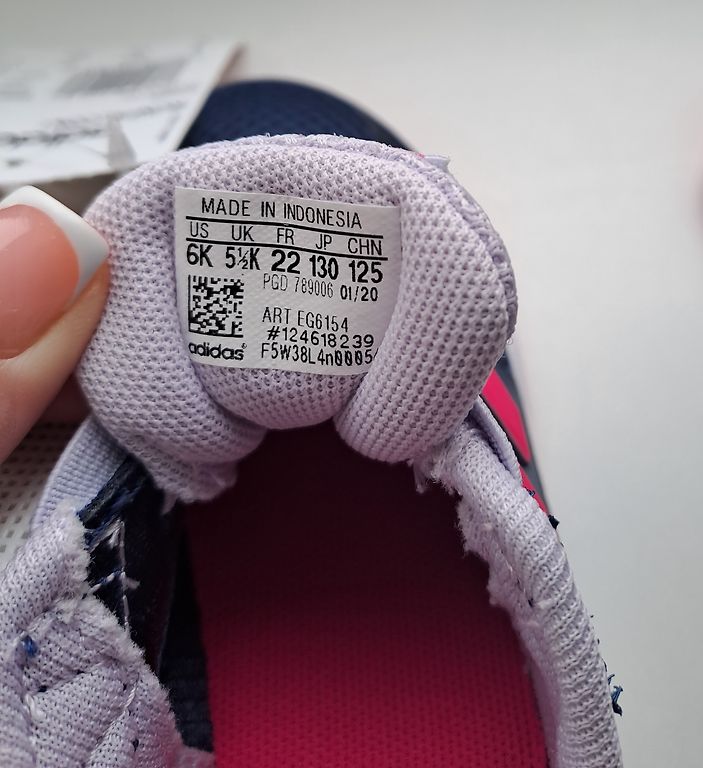 MADE IN INDONESIA
US UK FR JP CHN
6K 5½K 22 130 125
PGD 789006 01/20
ART EG6154
#124618239
adidas F5W38L4n0005